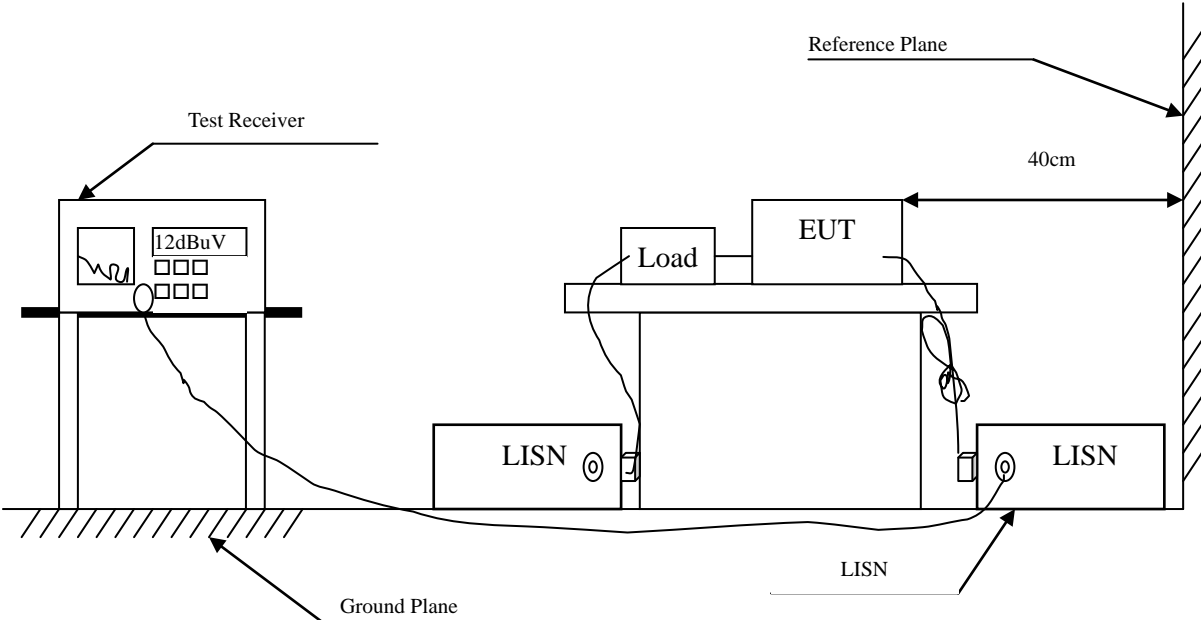 Reference Plane
Test Receiver
40cm
12dBuV
EUT
Load
LISN
LISN
LISN
Ground Plane